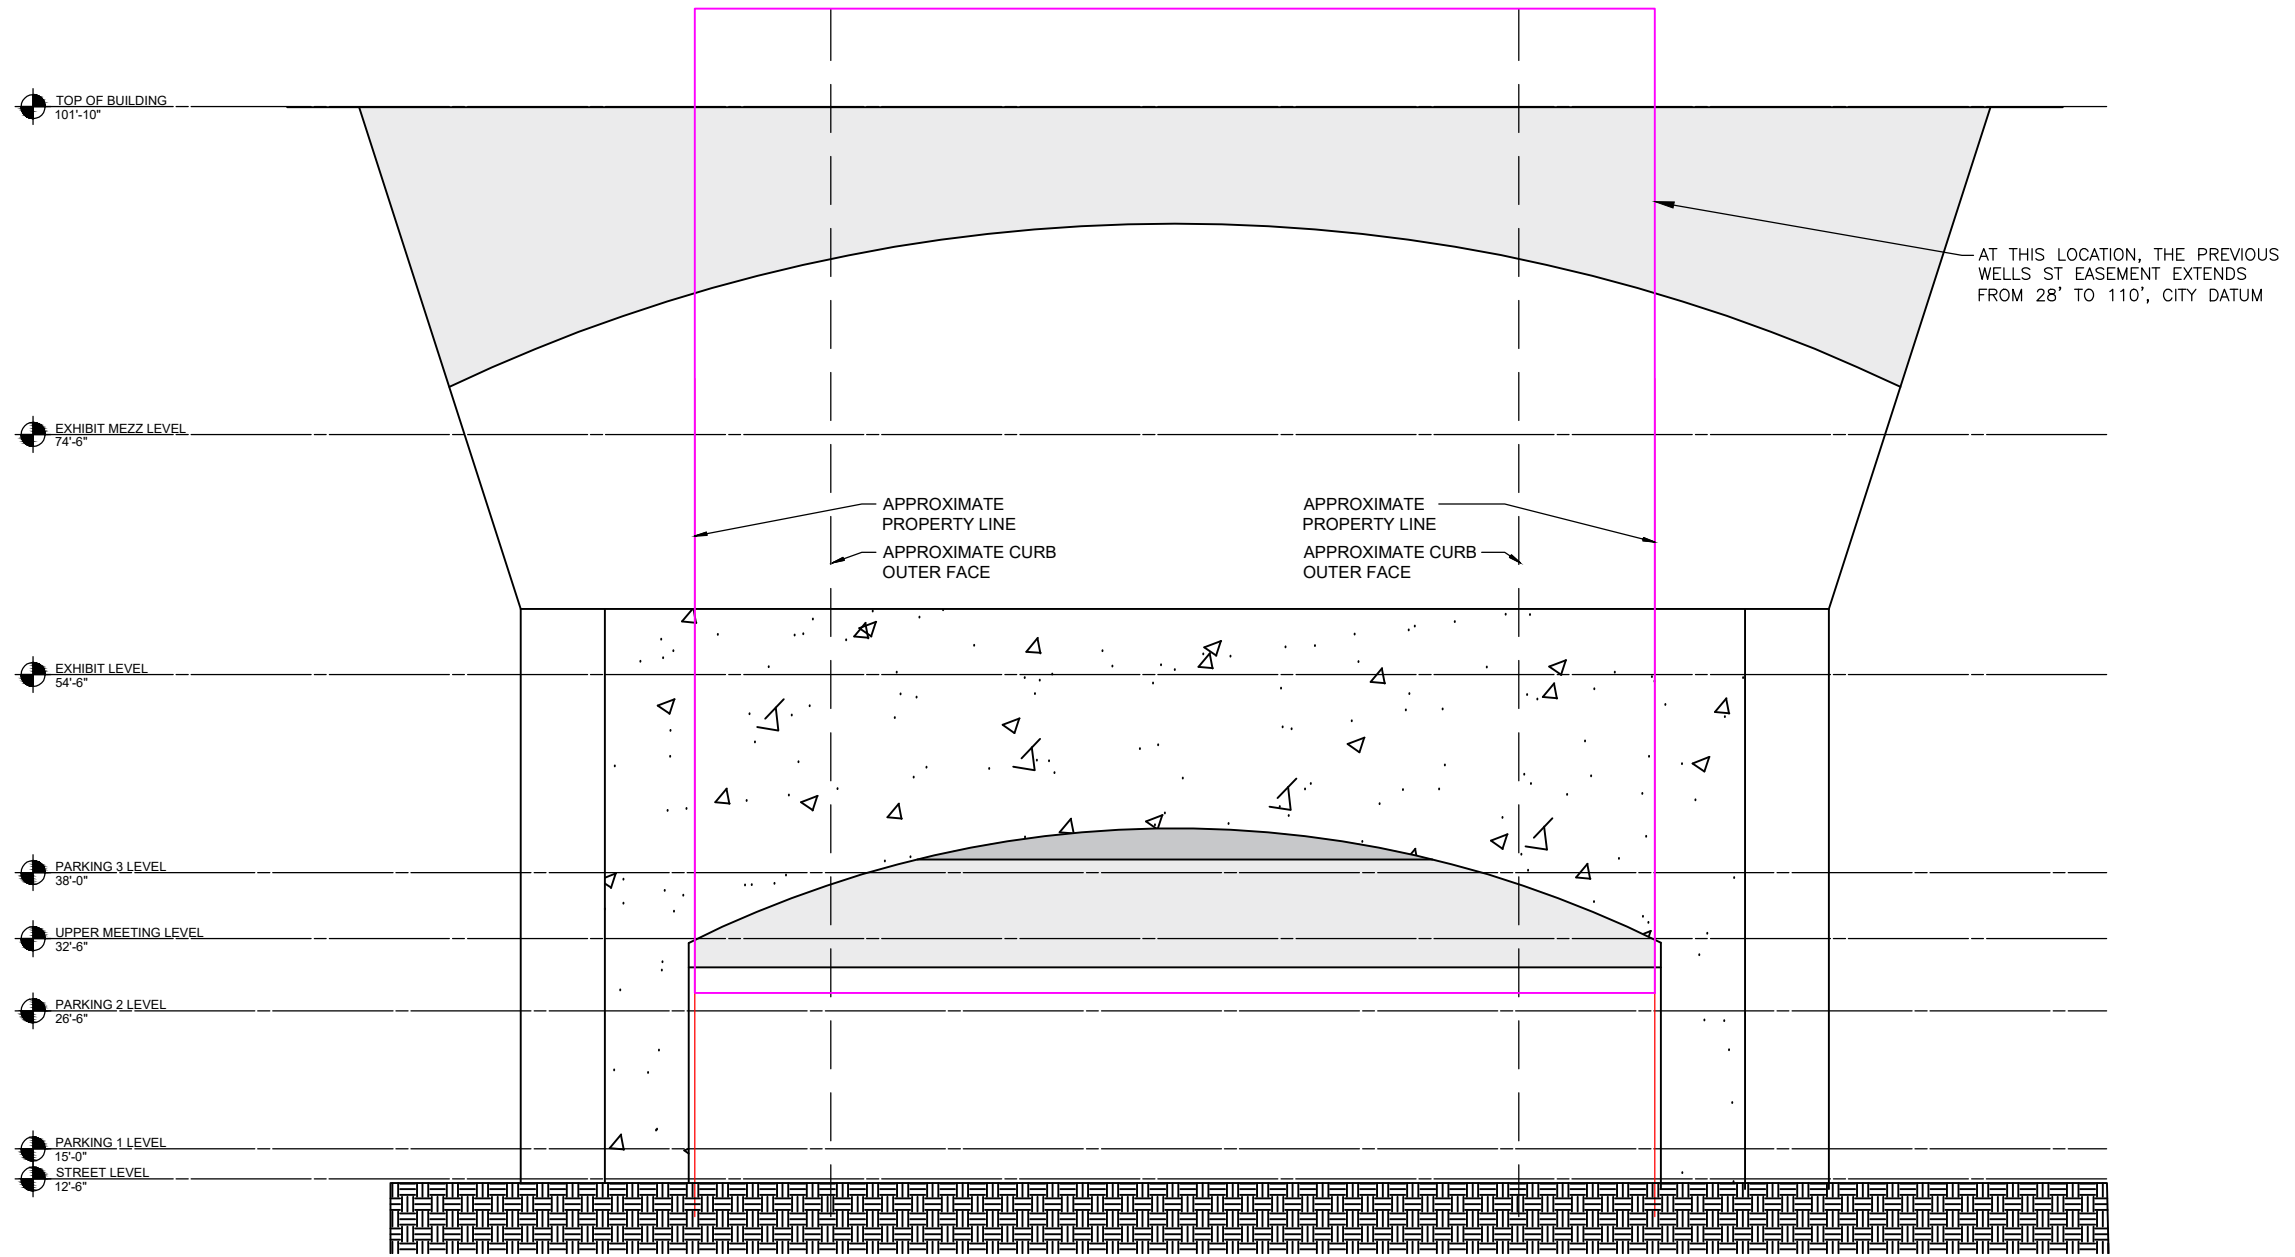 TOP OF BUILDING
101'-10"
AT THIS LOCATION, THE PREVIOUS
WELLS ST EASEMENT EXTENDS
FROM 28' TO 110', CITY DATUM
EXHIBIT MEZZ LEVEL
74'-6"
APPROXIMATE
PROPERTY LINE
APPROXIMATE CURB
OUTER FACE
APPROXIMATE
PROPERTY LINE
APPROXIMATE CURB
OUTER FACE
EXHIBIT LEVEL
54'-6"
PARKING 3 LEVEL
38'-0"
UPPER MEETING LEVEL
32'-6"
PARKING 2 LEVEL
26'-6"
PARKING 1 LEVEL
15'-0"
STREET LEVEL
12'-6"